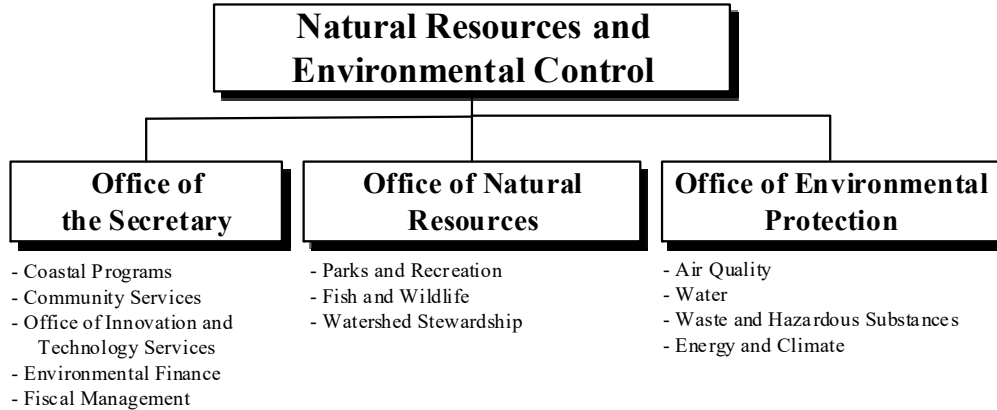 Natural Resources and
Environmental Control
Office of
the Secretary
- Coastal Programs
- Community Services
- Office of Innovation and
Technology Services
- Environmental Finance
- Fiscal Management
Office of Natural
Resources
- Parks and Recreation
- Fish and Wildlife
- Watershed Stewardship
Office of Environmental
Protection
- Air Quality
- Water
- Waste and Hazardous Substances
- Energy and Climate